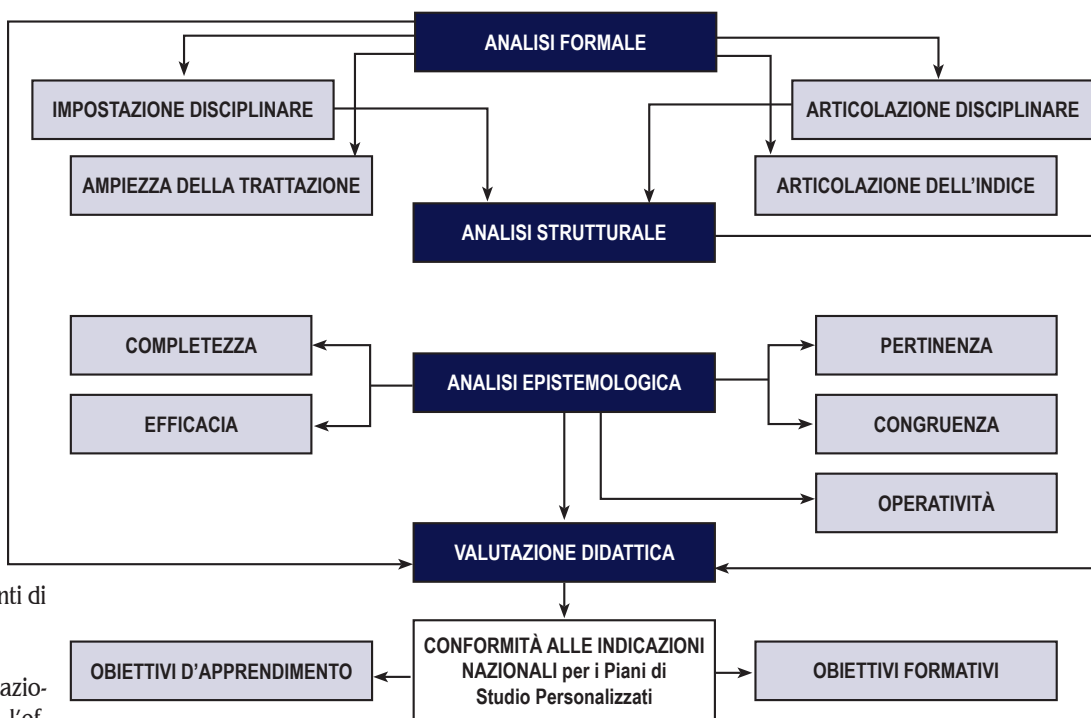 ANALISI FORMALE
IMPOSTAZIONE DISCIPLINARE
ARTICOLAZIONE DISCIPLINARE
AMPIEZZA DELLA TRATTAZIONE
ARTICOLAZIONE DELL'INDICE
ANALISI STRUTTURALE
COMPLETEZZA
PERTINENZA
ANALISI EPISTEMOLOGICA
EFFICACIA
CONGRUENZA
OPERATIVITÀ
VALUTAZIONE DIDATTICA
nti di
CONFORMITÀ ALLE INDICAZIONI
NAZIONALI per i Piani di
Studio Personalizzati
OBIETTIVI D'APPRENDIMENTO
OBIETTIVI FORMATIVI
azio-
l'of-